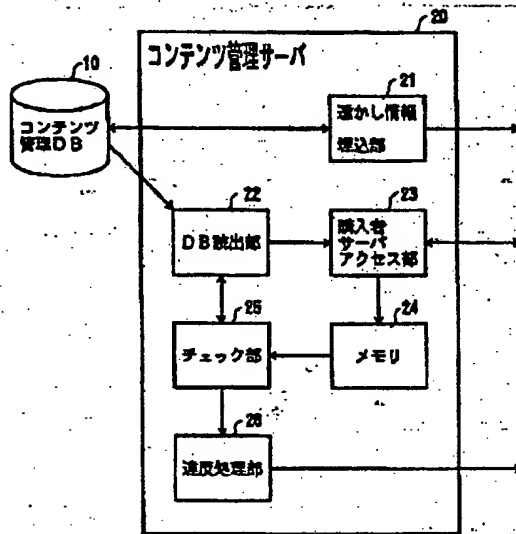 20
コンテンツ管理サーバ
10
コンテンツ
管理DB
21
透かし情報
埋込部
22
DB読出部
23
購入者
サーバ
アクセス部
25
チェック部
24
メモリ
26
違反処理部